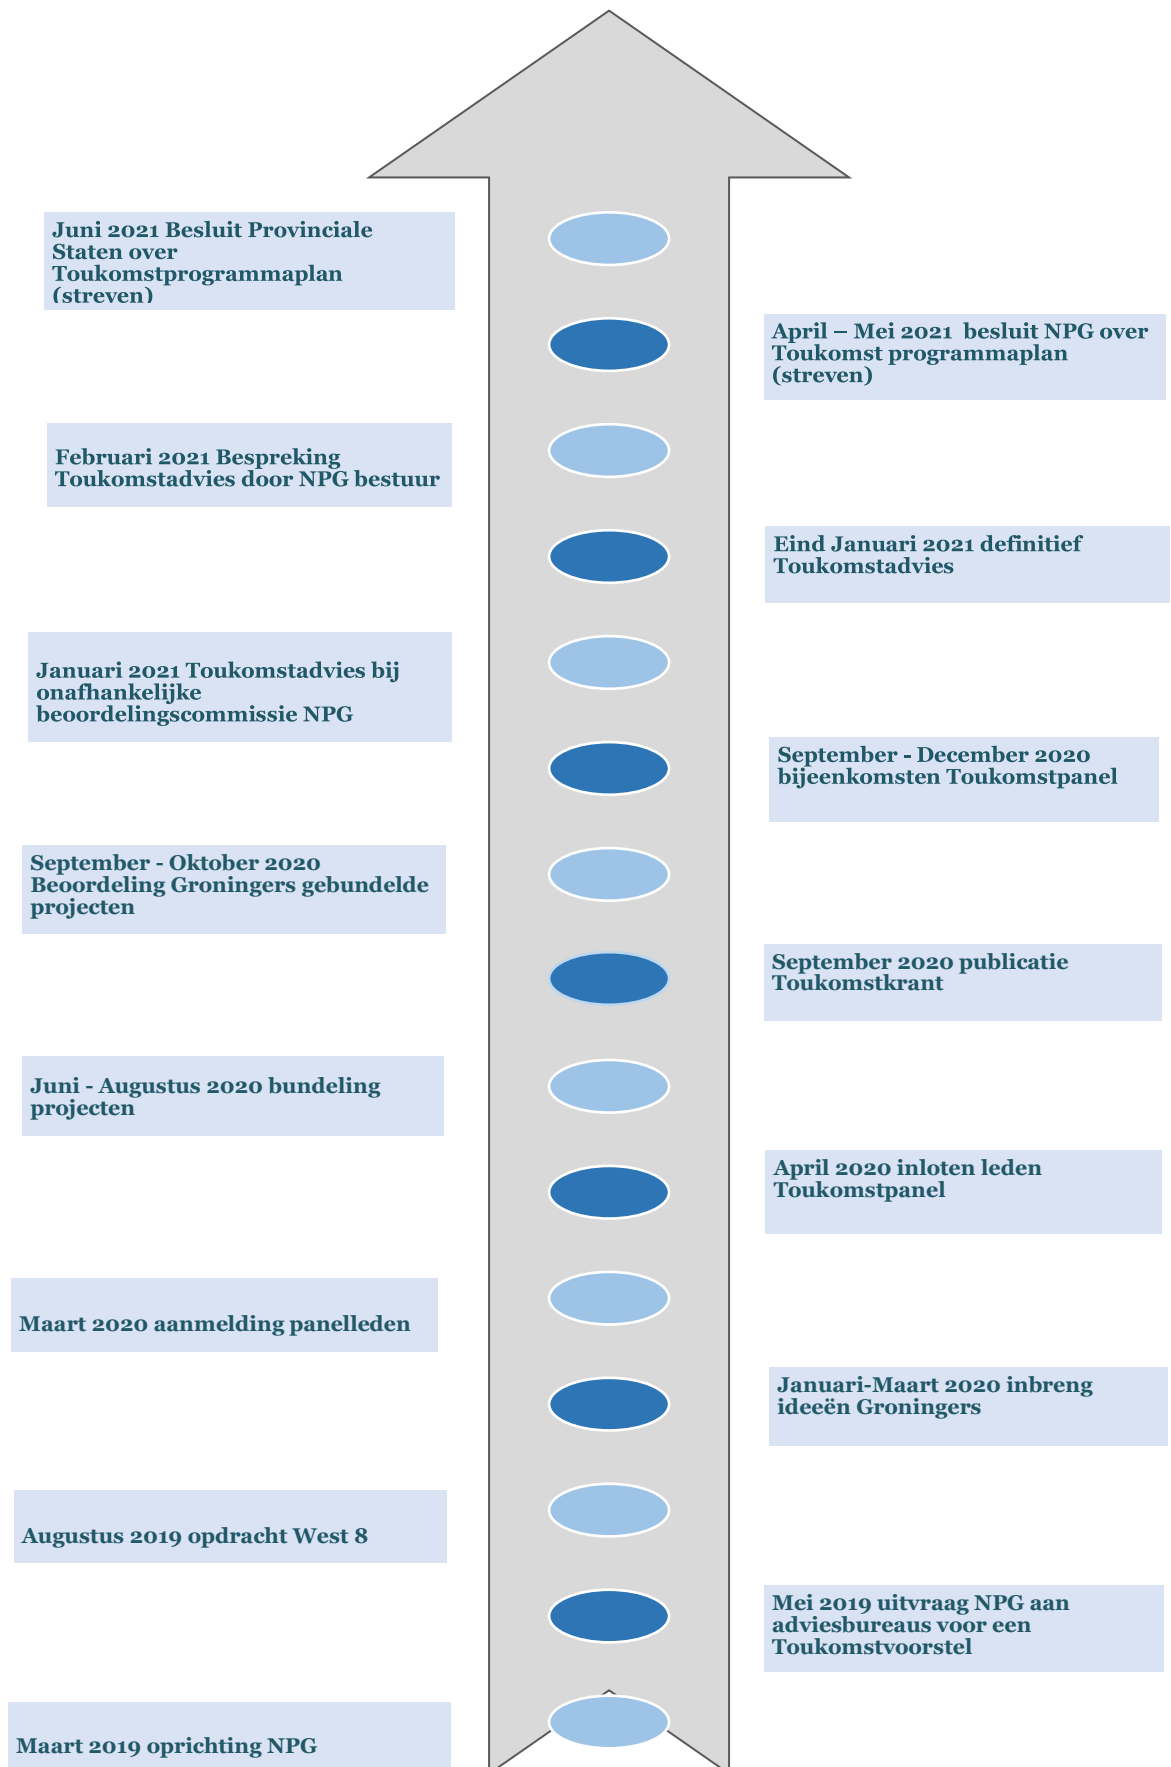 Juni 2021 Besluit Provinciale
Staten over
Toukomstprogrammaplan
(streven)
April – Mei 2021  besluit NPG over
Toukomst programmaplan
(streven)
Februari 2021 Bespreking
Toukomstadvies door NPG bestuur
Eind Januari 2021 definitief
Toukomstadvies
Januari 2021 Toukomstadvies bij
onafhankelijke
beoordelingscommissie NPG
September - December 2020
bijeenkomsten Toukomstpanel
September - Oktober 2020
Beoordeling Groningers gebundelde
projecten
September 2020 publicatie
Toukomstkrant
Juni - Augustus 2020 bundeling
projecten
April 2020 inloten leden
Toukomstpanel
Maart 2020 aanmelding panelleden
Januari-Maart 2020 inbreng
ideeën Groningers
Augustus 2019 opdracht West 8
Mei 2019 uitvraag NPG aan
adviesbureaus voor een
Toukomstvoorstel
Maart 2019 oprichting NPG